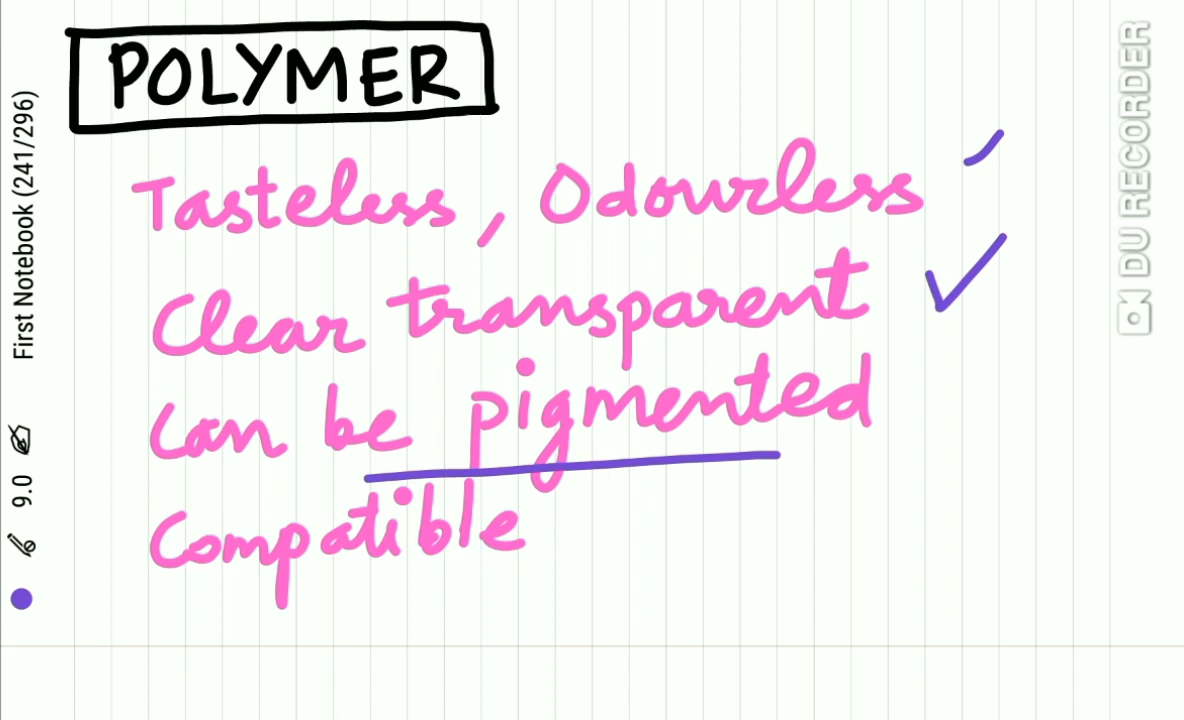 POLYMER
Tasteless, Odourless
Clear transparent
Can be pigmented
Compatible
First Notebook (241/296)
9.0
DU RECORDER